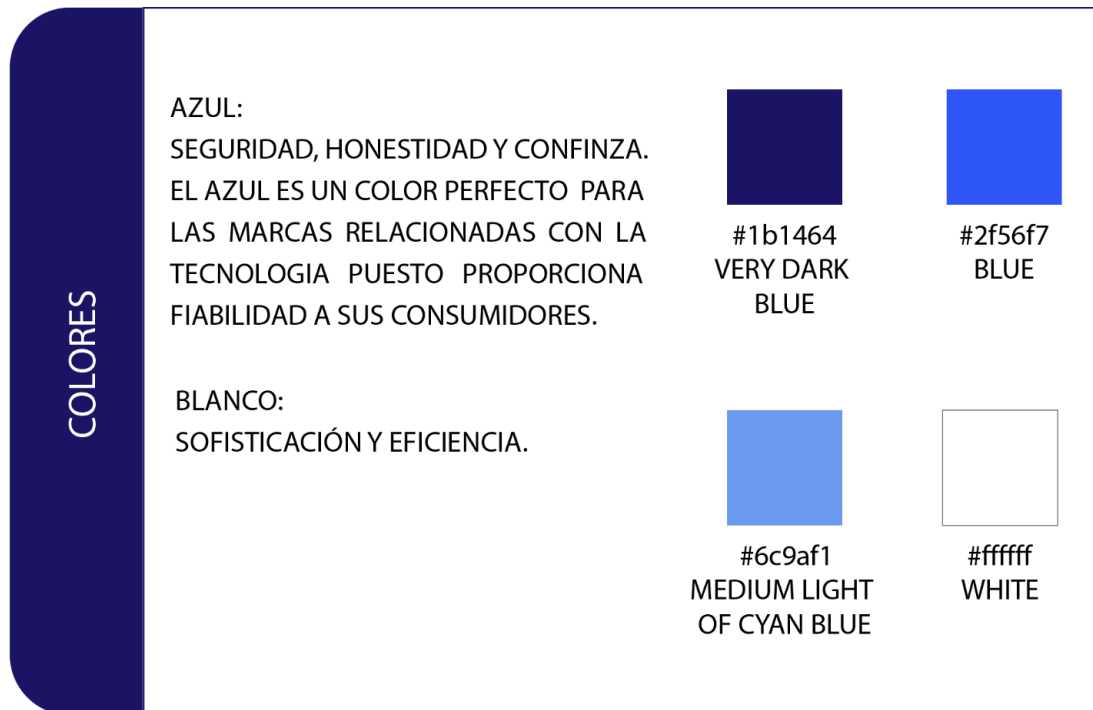 COLORES
AZUL:
SEGURIDAD, HONESTIDAD Y CONFINZA.
EL AZUL ES UN COLOR PERFECTO PARA
LAS MARCAS RELACIONADAS CON LA
TECNOLOGIA PUESTO PROPORCIONA
FIABILIDAD A SUS CONSUMIDORES.
BLANCO:
SOFISTICACIÓN Y EFICIENCIA.
#1b1464
VERY DARK
BLUE
#2f56f7
BLUE
#6c9af1
MEDIUM LIGHT
OF CYAN BLUE
#ffffff
WHITE